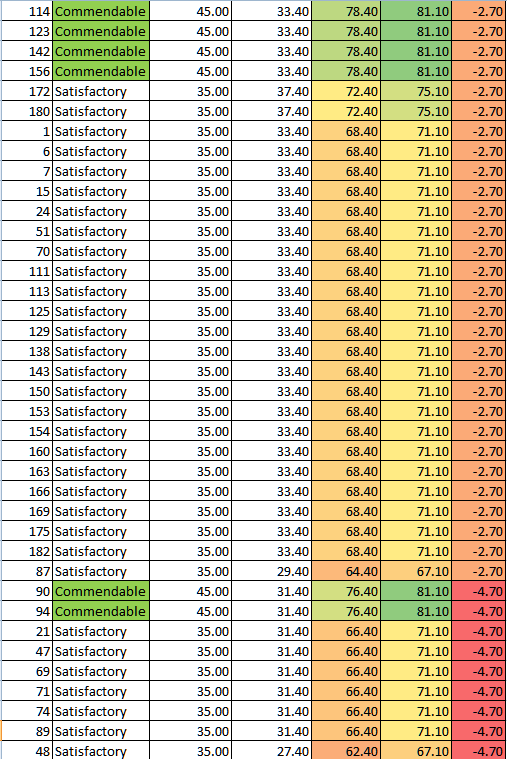 114 Commendable 45.00 33.40 78.40 81.10 -2.70
123 Commendable 45.00 33.40 78.40 81.10 -2.70
142 Commendable 45.00 33.40 78.40 81.10 -2.70
156 Commendable 45.00 33.40 78.40 81.10 -2.70
172 Satisfactory 35.00 37.40 72.40 75.10 -2.70
180 Satisfactory 35.00 37.40 72.40 75.10 -2.70
1 Satisfactory 35.00 33.40 68.40 71.10 -2.70
6 Satisfactory 35.00 33.40 68.40 71.10 -2.70
7 Satisfactory 35.00 33.40 68.40 71.10 -2.70
15 Satisfactory 35.00 33.40 68.40 71.10 -2.70
24 Satisfactory 35.00 33.40 68.40 71.10 -2.70
51 Satisfactory 35.00 33.40 68.40 71.10 -2.70
70 Satisfactory 35.00 33.40 68.40 71.10 -2.70
111 Satisfactory 35.00 33.40 68.40 71.10 -2.70
113 Satisfactory 35.00 33.40 68.40 71.10 -2.70
125 Satisfactory 35.00 33.40 68.40 71.10 -2.70
129 Satisfactory 35.00 33.40 68.40 71.10 -2.70
138 Satisfactory 35.00 33.40 68.40 71.10 -2.70
143 Satisfactory 35.00 33.40 68.40 71.10 -2.70
150 Satisfactory 35.00 33.40 68.40 71.10 -2.70
153 Satisfactory 35.00 33.40 68.40 71.10 -2.70
154 Satisfactory 35.00 33.40 68.40 71.10 -2.70
160 Satisfactory 35.00 33.40 68.40 71.10 -2.70
163 Satisfactory 35.00 33.40 68.40 71.10 -2.70
166 Satisfactory 35.00 33.40 68.40 71.10 -2.70
169 Satisfactory 35.00 33.40 68.40 71.10 -2.70
175 Satisfactory 35.00 33.40 68.40 71.10 -2.70
182 Satisfactory 35.00 33.40 68.40 71.10 -2.70
87 Satisfactory 35.00 29.40 64.40 67.10 -2.70
90 Commendable 45.00 31.40 76.40 81.10 -4.70
94 Commendable 45.00 31.40 76.40 81.10 -4.70
21 Satisfactory 35.00 31.40 66.40 71.10 -4.70
47 Satisfactory 35.00 31.40 66.40 71.10 -4.70
69 Satisfactory 35.00 31.40 66.40 71.10 -4.70
71 Satisfactory 35.00 31.40 66.40 71.10 -4.70
74 Satisfactory 35.00 31.40 66.40 71.10 -4.70
89 Satisfactory 35.00 31.40 66.40 71.10 -4.70
48 Satisfactory 35.00 27.40 62.40 67.10 -4.70